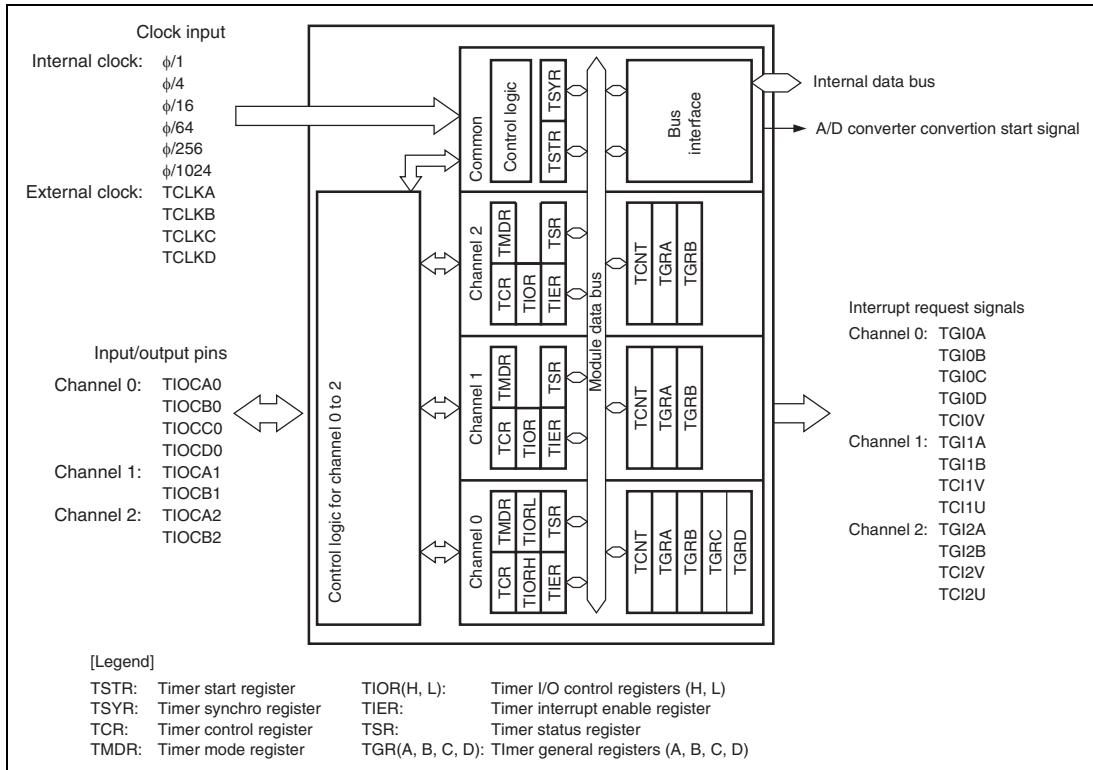 Clock input
Internal clock: ϕ/1
ϕ/4
ϕ/16
ϕ/64
ϕ/256
ϕ/1024
External clock: TCLKA
TCLKB
TCLKC
TCLKD
Input/output pins
Channel 0: TIOCA0
TIOCB0
TIOCC0
TIOCD0
Channel 1: TIOCA1
TIOCB1
Channel 2: TIOCA2
TIOCB2
Control logic for channel 0 to 2
Common
Control logic
TSYR
TSTR
Bus
interface
Channel 2
TMDR
TSR
TCR
TIOR
TIER
TCNT
TGRA
TGRB
Module data bus
Channel 1
TMDR
TSR
TCR
TIOR
TIER
TCNT
TGRA
TGRB
Channel 0
TMDR
TIORL
TSR
TCR
TIORH
TIER
TCNT
TGRA
TGRB
TGRC
TGRD
Internal data bus
A/D converter convertion start signal
Interrupt request signals
Channel 0: TGI0A
TGI0B
TGI0C
TGI0D
TCI0V
Channel 1: TGI1A
TGI1B
TCI1V
TCI1U
Channel 2: TGI2A
TGI2B
TCI2V
TCI2U
[Legend]
TSTR: Timer start register
TSYR: Timer synchro register
TCR: Timer control register
TMDR: Timer mode register
TIOR(H, L): Timer I/O control registers (H, L)
TIER: Timer interrupt enable register
TSR: Timer status register
TGR(A, B, C, D): TImer general registers (A, B, C, D)